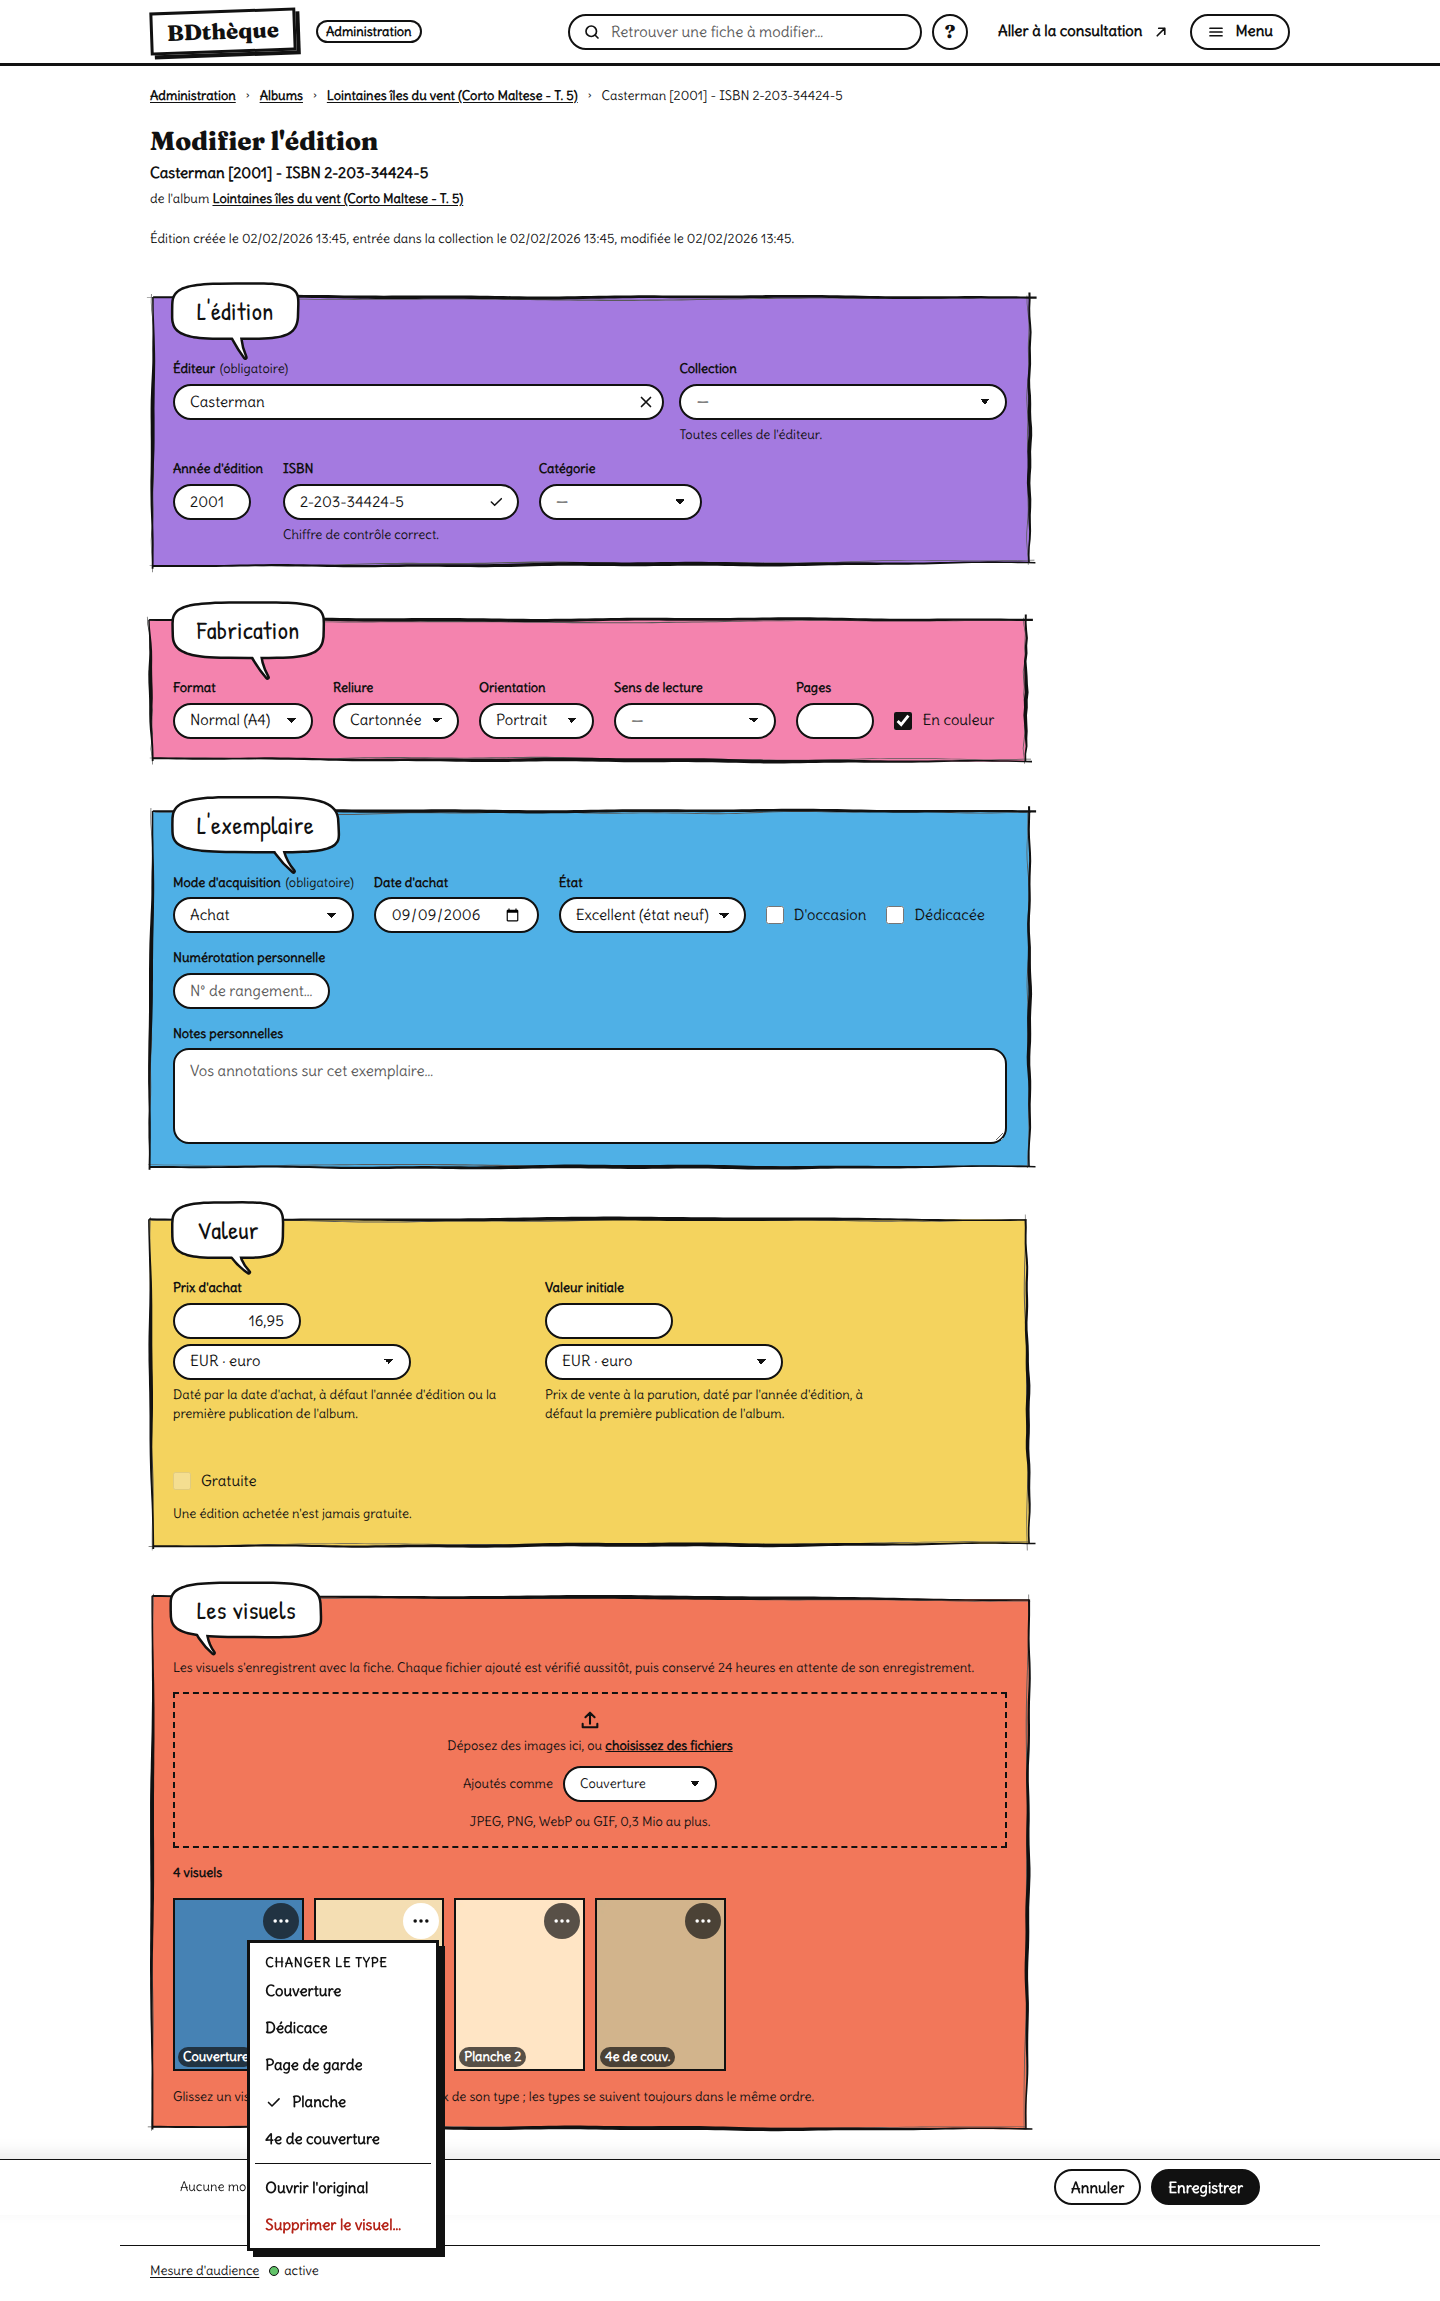 BDthèque
Administration
Retrouver une fiche à modifier...
?
Aller à la consultation
Menu
Administration › Albums › Lointaines îles du vent (Corto Maltese - T. 5) › Casterman [2001] - ISBN 2-203-34424-5
Modifier l'édition
Casterman [2001] - ISBN 2-203-34424-5
de l'album Lointaines îles du vent (Corto Maltese - T. 5)
Édition créée le 02/02/2026 13:45, entrée dans la collection le 02/02/2026 13:45, modifiée le 02/02/2026 13:45.
L'édition
Éditeur (obligatoire)
Collection
Casterman
—
Toutes celles de l'éditeur.
Année d'édition
ISBN
Catégorie
2001
2-203-34424-5
—
Chiffre de contrôle correct.
Fabrication
Format
Reliure
Orientation
Sens de lecture
Pages
Normal (A4)
Cartonnée
Portrait
—
En couleur
L'exemplaire
Mode d'acquisition (obligatoire)
Date d'achat
État
Achat
09/09/2006
Excellent (état neuf)
D'occasion
Dédicacée
Numérotation personnelle
N° de rangement...
Notes personnelles
Vos annotations sur cet exemplaire...
Valeur
Prix d'achat
Valeur initiale
16,95
EUR · euro
EUR · euro
Daté par la date d'achat, à défaut l'année d'édition ou la
première publication de l'album.
Prix de vente à la parution, daté par l'année d'édition, à
défaut la première publication de l'album.
Gratuite
Une édition achetée n'est jamais gratuite.
Les visuels
Les visuels s'enregistrent avec la fiche. Chaque fichier ajouté est vérifié aussitôt, puis conservé 24 heures en attente de son enregistrement.
Déposez des images ici, ou choisissez des fichiers
Ajoutés comme
Couverture
JPEG, PNG, WebP ou GIF, 0,3 Mio au plus.
4 visuels
Couverture
Planche 2
4e de couv.
CHANGER LE TYPE
Couverture
Dédicace
Page de garde
Planche
4e de couverture
Ouvrir l'original
Supprimer le visuel...
Glissez un vis
x de son type ; les types se suivent toujours dans le même ordre.
Aucune mo
Annuler
Enregistrer
Mesure d'audience
active